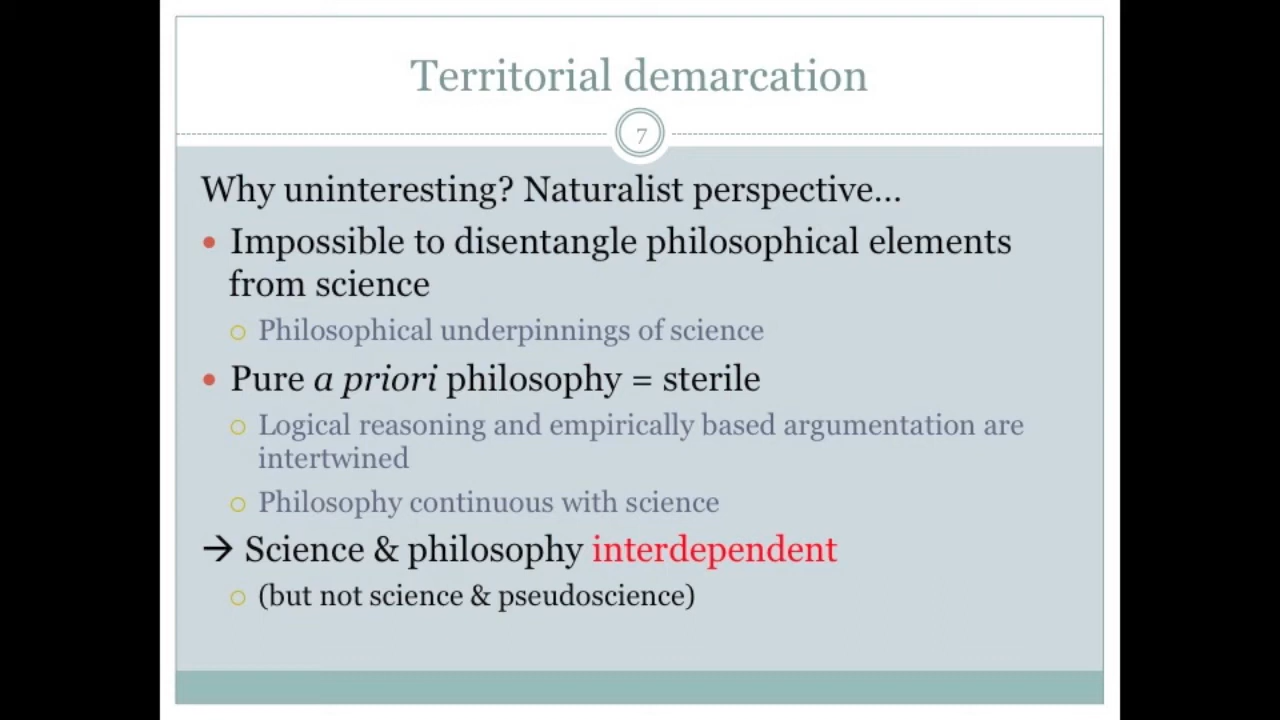 Territorial demarcation
7
Why uninteresting? Naturalist perspective…
• Impossible to disentangle philosophical elements
from science
○ Philosophical underpinnings of science
• Pure a priori philosophy = sterile
○ Logical reasoning and empirically based argumentation are
intertwined
○ Philosophy continuous with science
→ Science & philosophy interdependent
○ (but not science & pseudoscience)